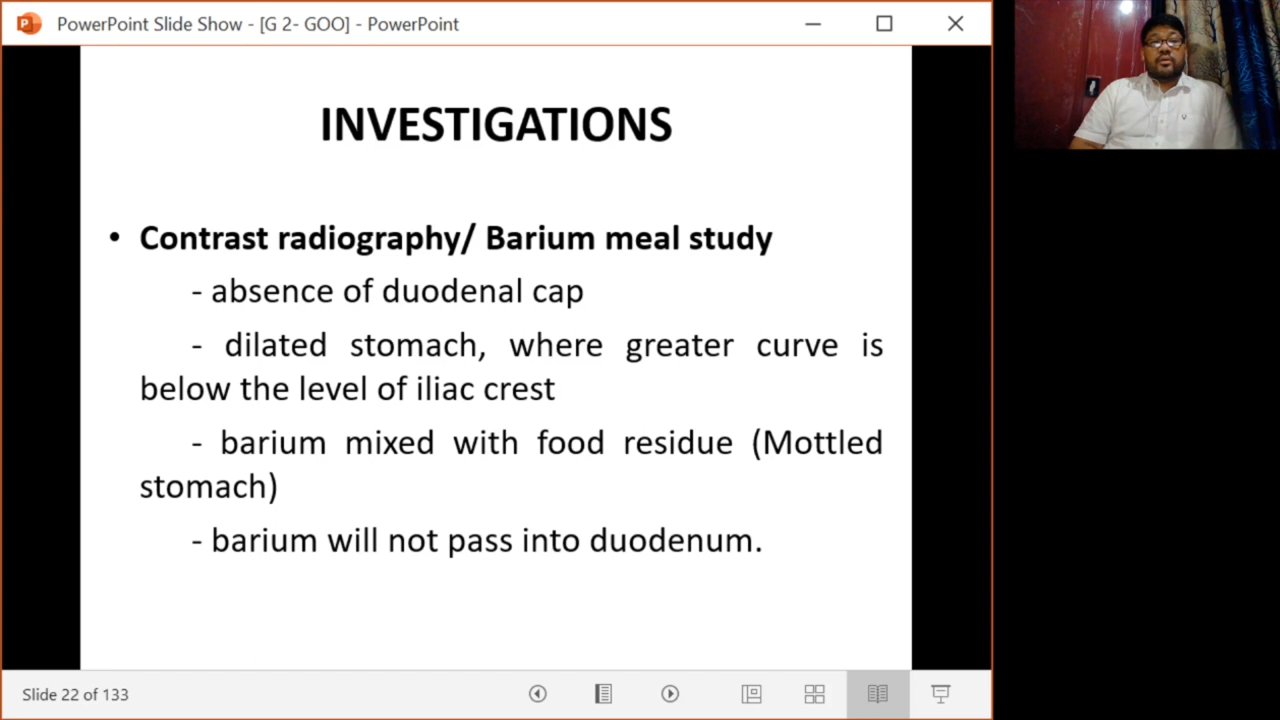 PowerPoint Slide Show - [G 2- GOO] - PowerPoint
INVESTIGATIONS
• Contrast radiography/ Barium meal study
- absence of duodenal cap
- dilated stomach, where greater curve is
below the level of iliac crest
- barium mixed with food residue (Mottled
stomach)
- barium will not pass into duodenum.
Slide 22 of 133